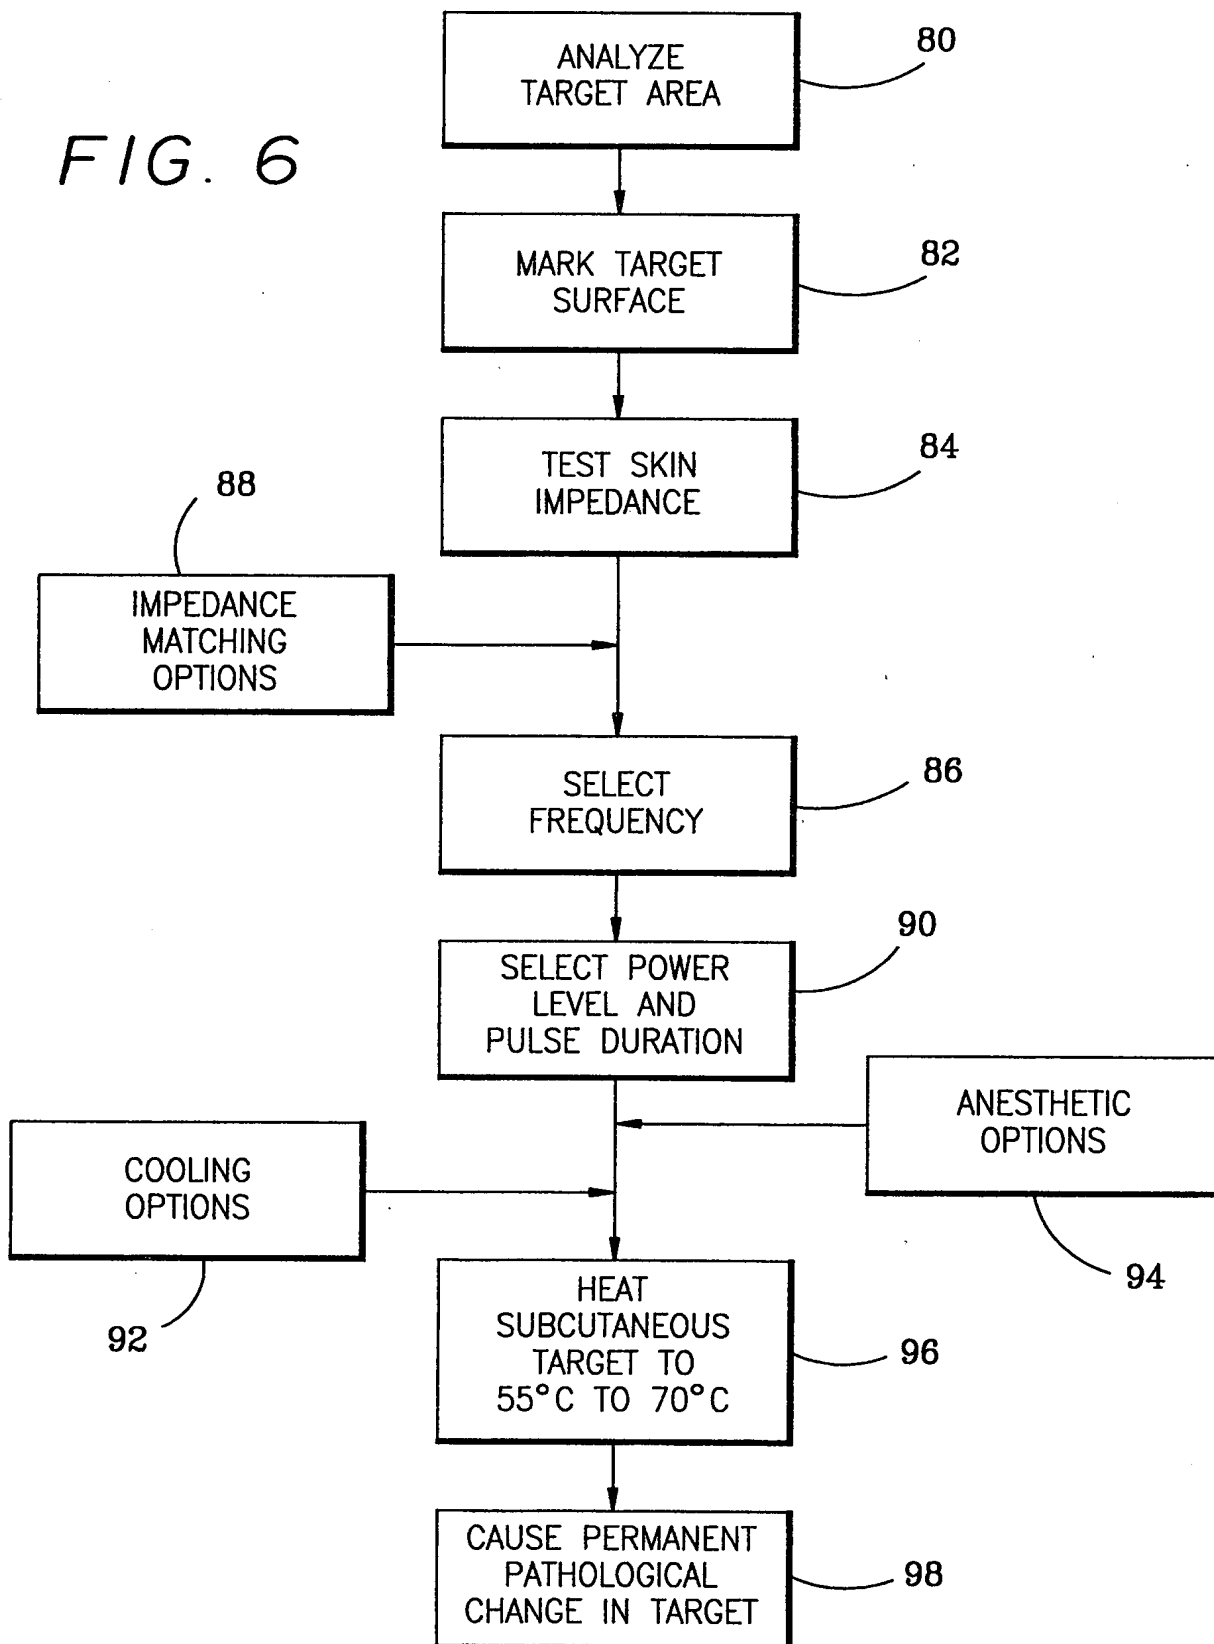 FIG. 6
ANALYZE
TARGET AREA
80
MARK TARGET
SURFACE
82
TEST SKIN
IMPEDANCE
84
88
IMPEDANCE
MATCHING
OPTIONS
SELECT
FREQUENCY
86
SELECT POWER
LEVEL AND
PULSE DURATION
90
ANESTHETIC
OPTIONS
94
COOLING
OPTIONS
92
HEAT
SUBCUTANEOUS
TARGET TO
55°C TO 70°C
96
CAUSE PERMANENT
PATHOLOGICAL
CHANGE IN TARGET
98